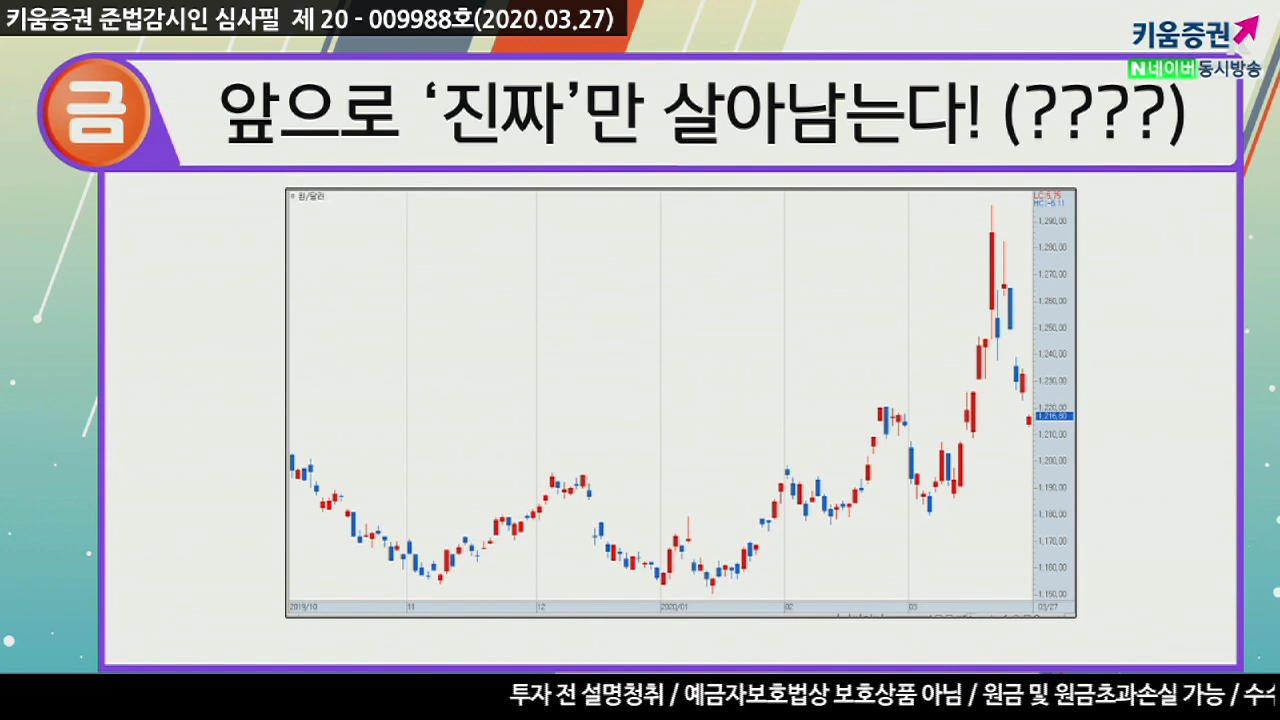 키움증권 준법감시인 심사필 제 20 - 009988호(2020.03.27)
키움증권
N 네이버 동시방송
금
앞으로 ‘진짜’만 살아남는다! (????)
원/달러
LC:5.75
HC:-6.11
1,290.00
1,280.00
1,270.00
1,260.00
1,250.00
1,240.00
1,230.00
1,220.00
1,216.80
1,210.00
1,200.00
1,190.00
1,180.00
1,170.00
1,160.00
1,150.00
2019/10 11 12 2020/01 02 03 03/27
투자 전 설명청취 / 예금자보호법상 보호상품 아님 / 원금 및 원금초과손실 가능 / 수수